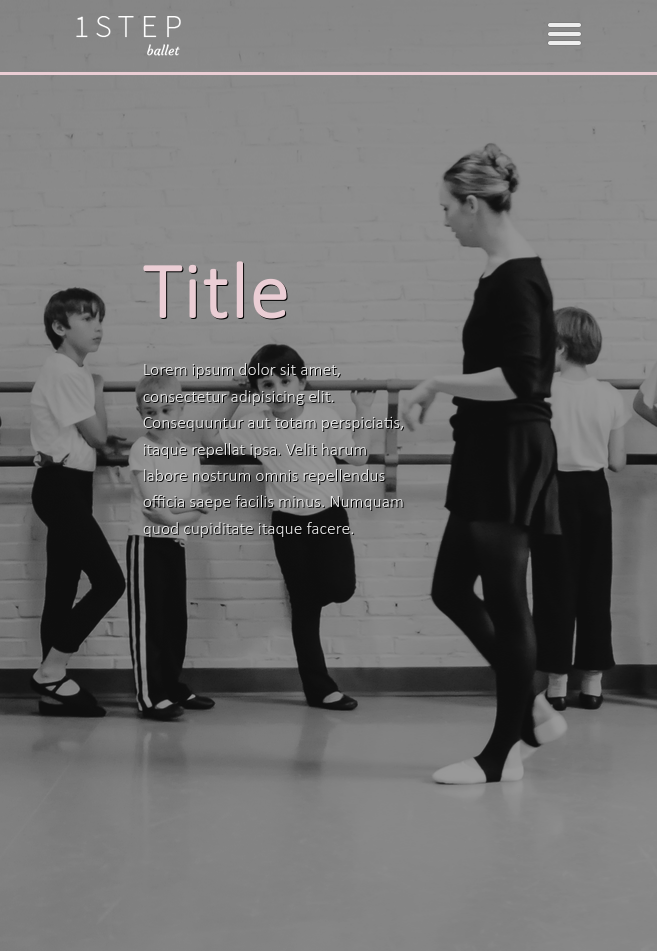 1STEP
ballet
Title
Lorem ipsum dolor sit amet,
consectetur adipisicing elit.
Consequuntur aut totam perspiciatis,
itaque repellat ipsa. Velit harum
labore nostrum omnis repellendus
officia saepe facilis minus. Numquam
quod cupiditate itaque facere.